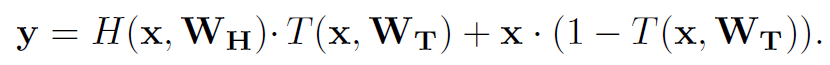 y = H(x, W_H)· T(x, W_T) + x · (1 − T(x, W_T)).